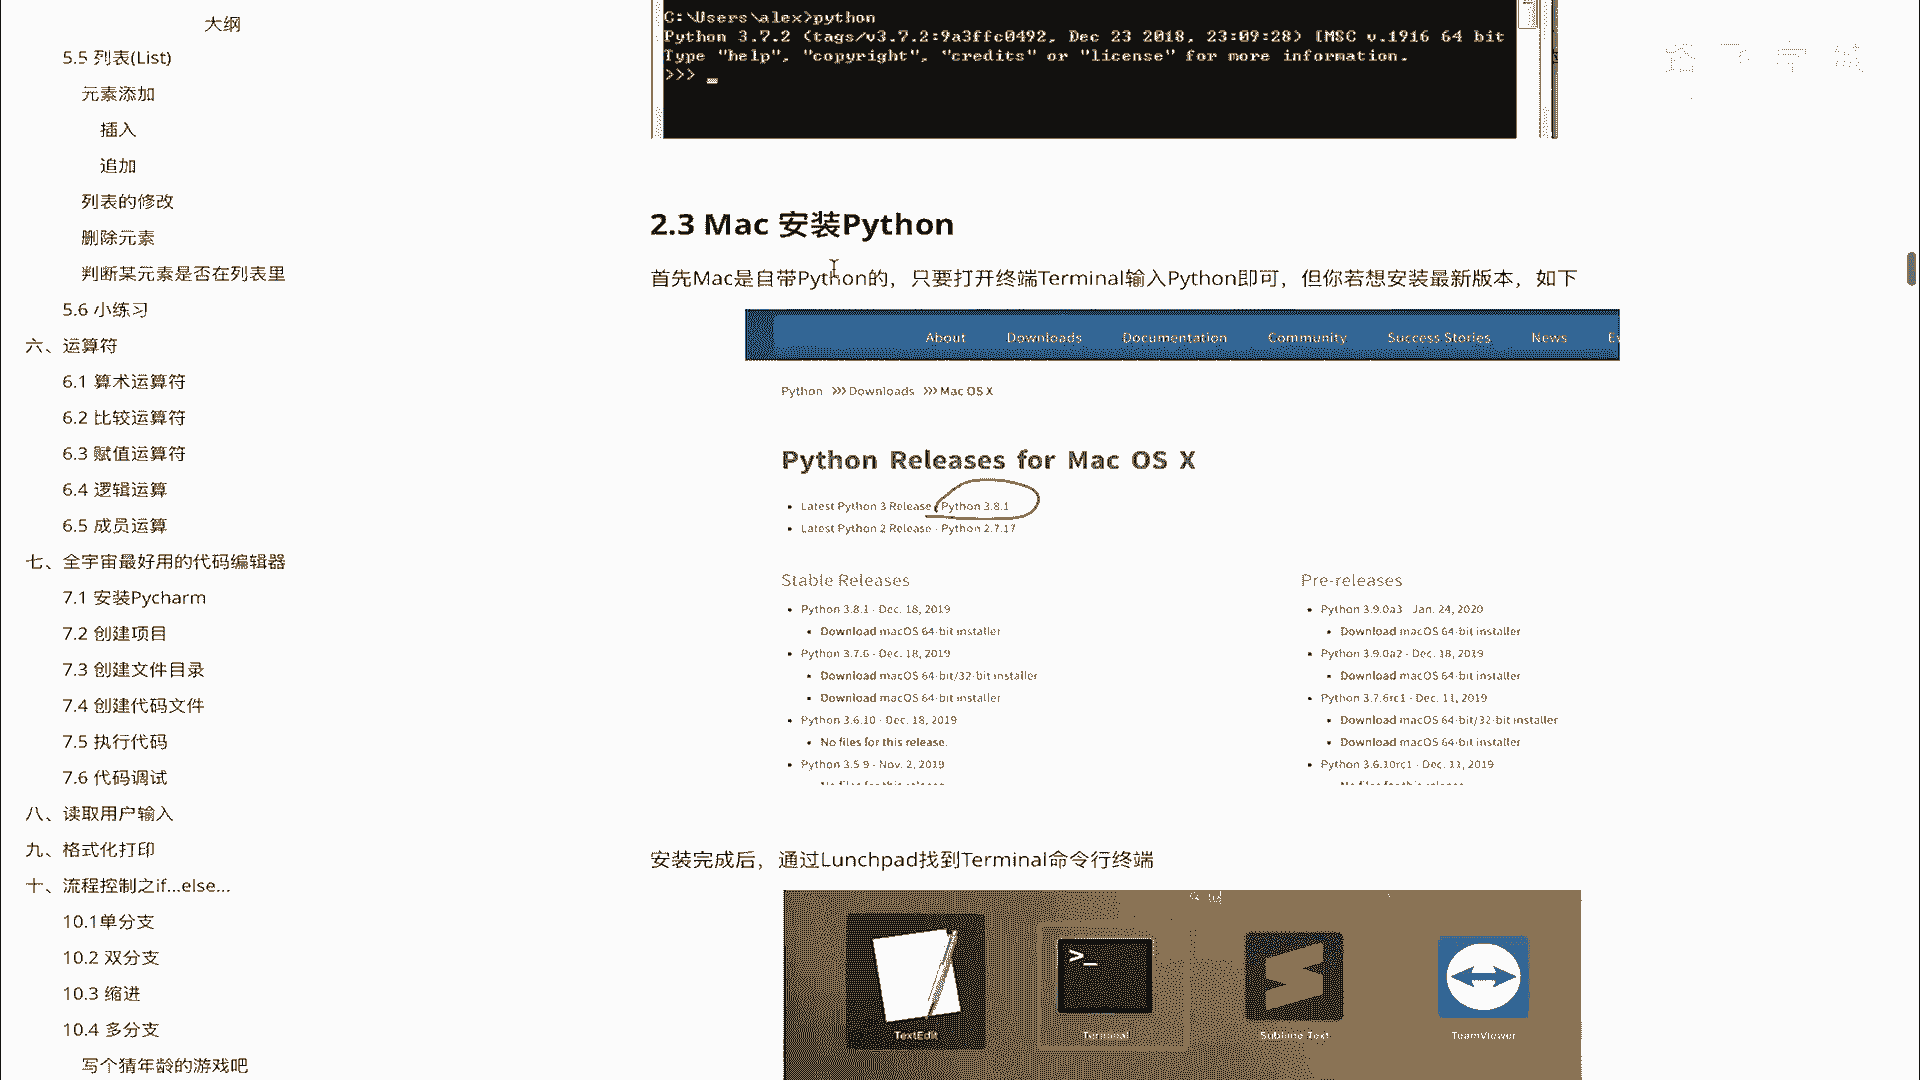 大纲
5.5 列表(List)
元素添加
插入
追加
列表的修改
删除元素
判断某元素是否在列表里
5.6 小练习
六、运算符
6.1 算术运算符
6.2 比较运算符
6.3 赋值运算符
6.4 逻辑运算
6.5 成员运算
七、全宇宙最好用的代码编辑器
7.1 安装Pycharm
7.2 创建项目
7.3 创建文件目录
7.4 创建代码文件
7.5 执行代码
7.6 代码调试
八、读取用户输入
九、格式化打印
十、流程控制之if...else...
10.1单分支
10.2 双分支
10.3 缩进
10.4 多分支
写个猜年龄的游戏吧
C:\Users\alex>python
Python 3.7.2 (tags/v3.7.2:9a3ffc0492, Dec 23 2018, 23:09:28) [MSC v.1916 64 bit
Type "help", "copyright", "credits" or "license" for more information.
>>>
2.3 Mac 安装Python
首先Mac是自带Python的，只要打开终端Terminal输入Python即可，但你若想安装最新版本，如下
About Downloads Documentation Community Success Stories News
Python >>> Downloads >>> Mac OS X
Python Releases for Mac OS X
Latest Python 3 Release - Python 3.8.1
Latest Python 2 Release - Python 2.7.17
Stable Releases
Python 3.8.1 - Dec. 18, 2019
Download macOS 64-bit installer
Python 3.7.6 - Dec. 18, 2019
Download macOS 64-bit/32-bit installer
Download macOS 64-bit installer
Python 3.6.10 - Dec. 18, 2019
No files for this release.
Python 3.5.9 - Nov. 2, 2019
No files for this release.
Pre-releases
Python 3.9.0a3 - Jan. 24, 2020
Download macOS 64-bit installer
Python 3.9.0a2 - Dec. 18, 2019
Download macOS 64-bit installer
Python 3.7.6rc1 - Dec. 11, 2019
Download macOS 64-bit/32-bit installer
Download macOS 64-bit installer
Python 3.6.10rc1 - Dec. 11, 2019
No files for this release.
安装完成后，通过Lunchpad找到Terminal命令行终端
TextEdit Terminal Sublime Text TeamViewer